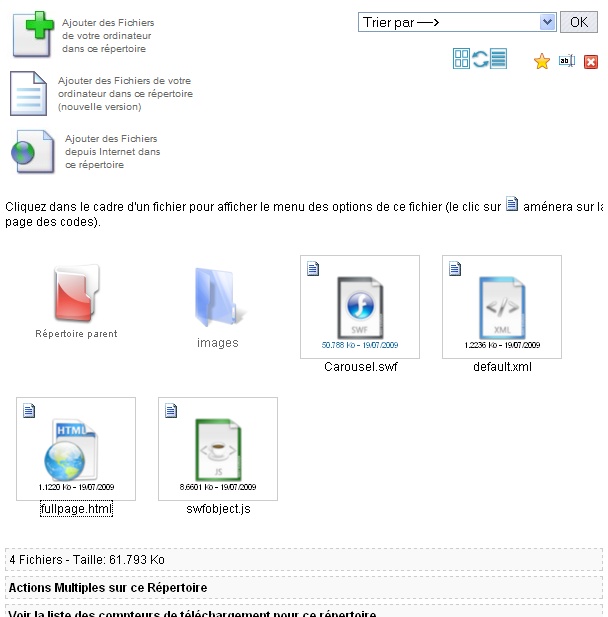 Ajouter des Fichiers
de votre ordinateur
dans ce répertoire
Trier par ---->
OK
Ajouter des Fichiers de votre
ordinateur dans ce répertoire
(nouvelle version)
Ajouter des Fichiers
depuis Internet dans
ce répertoire
Cliquez dans le cadre d'un fichier pour afficher le menu des options de ce fichier (le clic sur aménera sur la
page des codes).
Répertoire parent
images
SWF
50.788 Ko - 19/07/2009
Carousel.swf
XML
1.2236 Ko - 19/07/2009
default.xml
HTML
1.1220 Ko - 19/07/2009
fullpage.html
JS
8.6601 Ko - 19/07/2009
swfobject.js
4 Fichiers - Taille: 61.793 Ko
Actions Multiples sur ce Répertoire
Voir la liste des compteurs de téléchargement pour ce répertoire